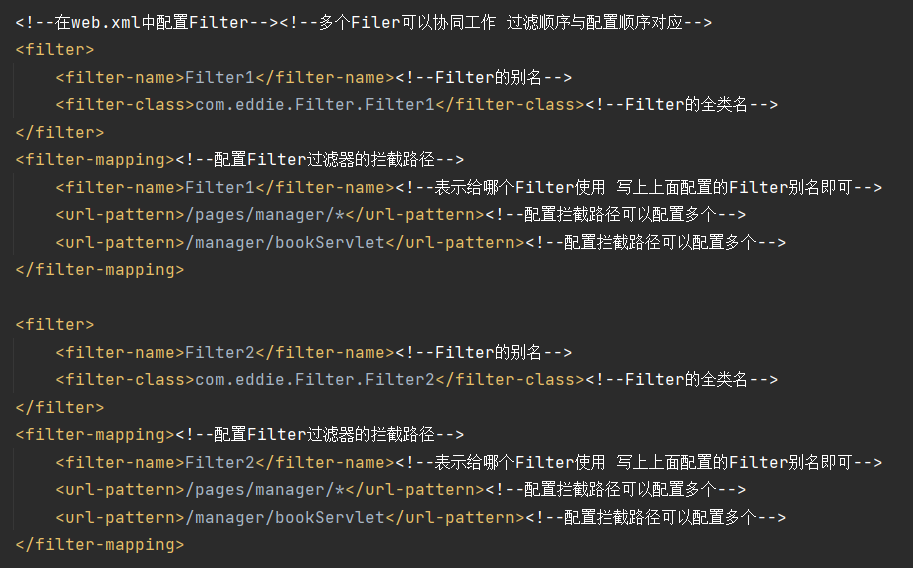 <!--在web.xml中配置Filter--><!--多个Filer可以协同工作 过滤顺序与配置顺序对应-->
<filter>
    <filter-name>Filter1</filter-name><!--Filter的别名-->
    <filter-class>com.eddie.Filter.Filter1</filter-class><!--Filter的全类名-->
</filter>
<filter-mapping><!--配置Filter过滤器的拦截路径-->
    <filter-name>Filter1</filter-name><!--表示给哪个Filter使用 写上上面配置的Filter别名即可-->
    <url-pattern>/pages/manager/*</url-pattern><!--配置拦截路径可以配置多个-->
    <url-pattern>/manager/bookServlet</url-pattern><!--配置拦截路径可以配置多个-->
</filter-mapping>

<filter>
    <filter-name>Filter2</filter-name><!--Filter的别名-->
    <filter-class>com.eddie.Filter.Filter2</filter-class><!--Filter的全类名-->
</filter>
<filter-mapping><!--配置Filter过滤器的拦截路径-->
    <filter-name>Filter2</filter-name><!--表示给哪个Filter使用 写上上面配置的Filter别名即可-->
    <url-pattern>/pages/manager/*</url-pattern><!--配置拦截路径可以配置多个-->
    <url-pattern>/manager/bookServlet</url-pattern><!--配置拦截路径可以配置多个-->
</filter-mapping>